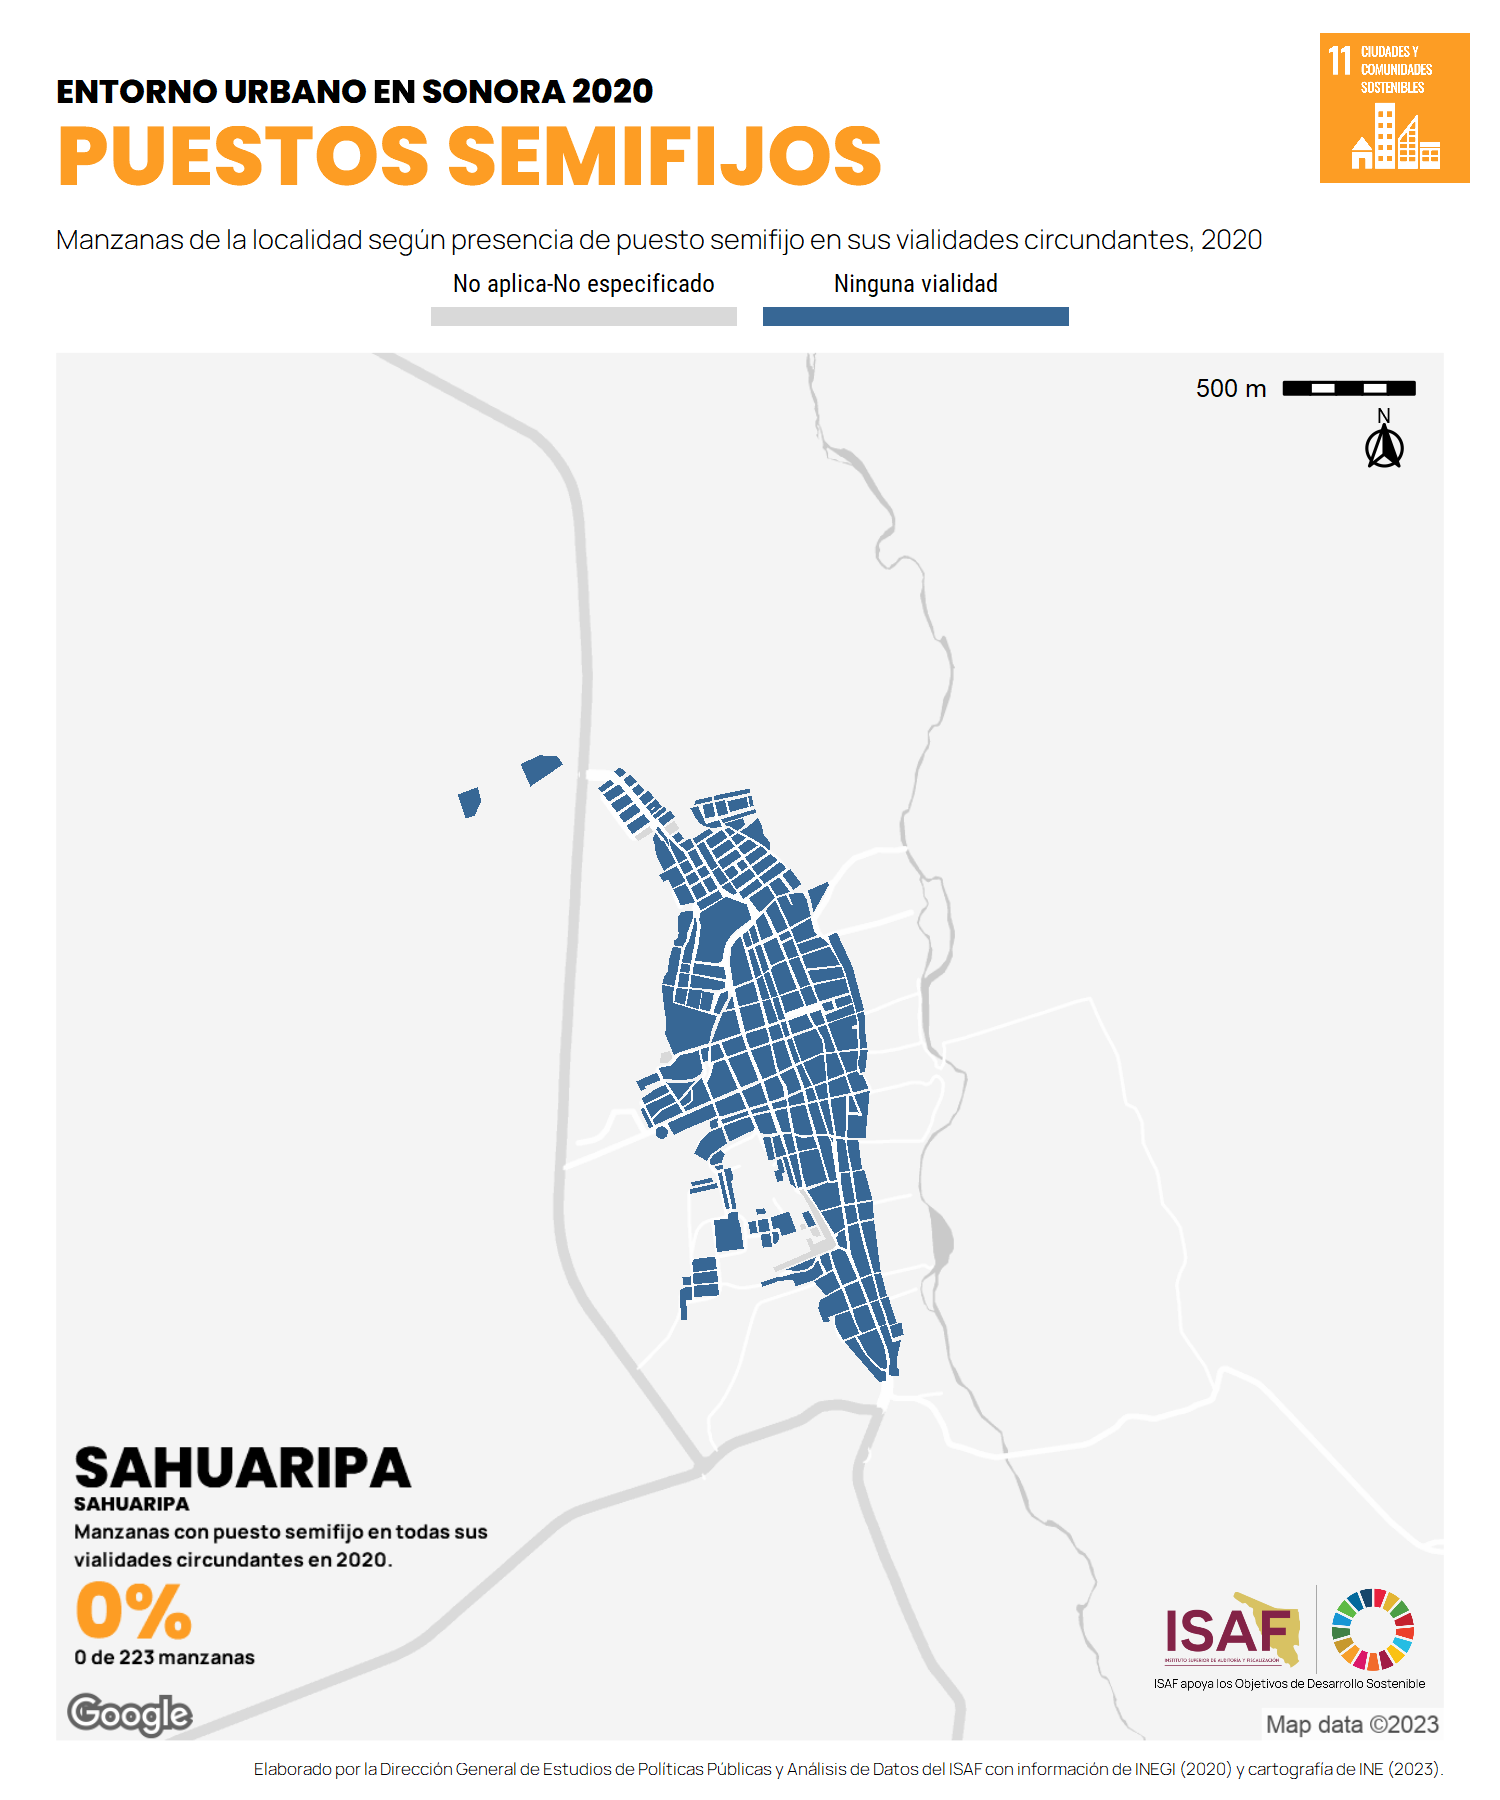 11 CIUDADES Y
COMUNIDADES
SOSTENIBLES
ENTORNO URBANO EN SONORA 2020
PUESTOS SEMIFIJOS
Manzanas de la localidad según presencia de puesto semifijo en sus vialidades circundantes, 2020
No aplica-No especificado
Ninguna vialidad
500 m
N
SAHUARIPA
SAHUARIPA
Manzanas con puesto semifijo en todas sus
vialidades circundantes en 2020.
0%
0 de 223 manzanas
Google
ISAF
INSTITUTO SUPERIOR DE AUDITORÍA Y FISCALIZACIÓN
ISAF apoya los Objetivos de Desarrollo Sostenible
Map data ©2023
Elaborado por la Dirección General de Estudios de Políticas Públicas y Análisis de Datos del ISAF con información de INEGI (2020) y cartografía de INE (2023).